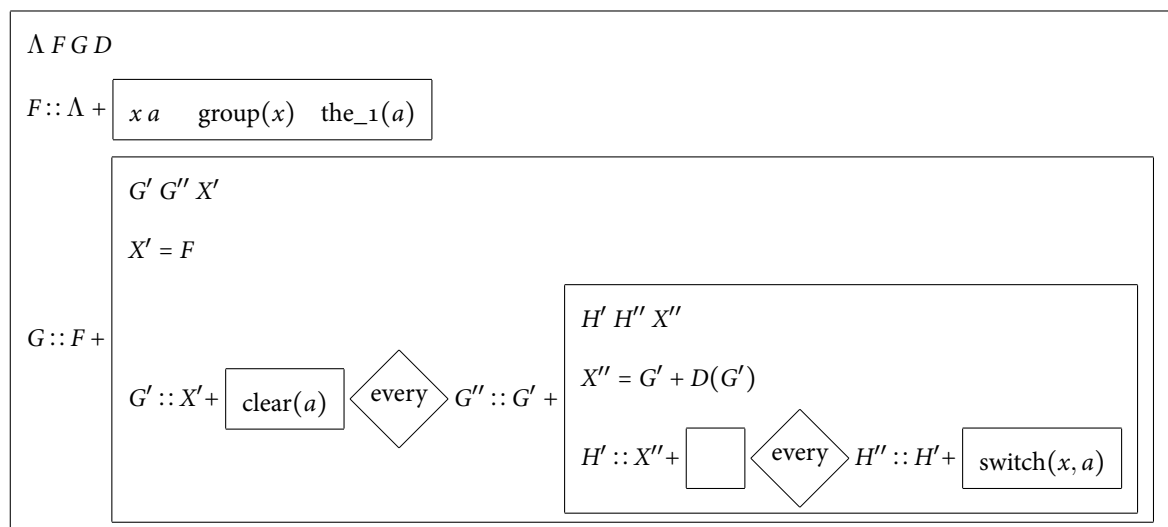 Λ F G D
F :: Λ + x a group(x) the_1(a)
G′ G″ X′
X′ = F
H′ H″ X″
G :: F +
X″ = G′ + D(G′)
G′ :: X′ + clear(a) every G″ :: G′ +
H′ :: X″ + every H″ :: H′ + switch(x, a)